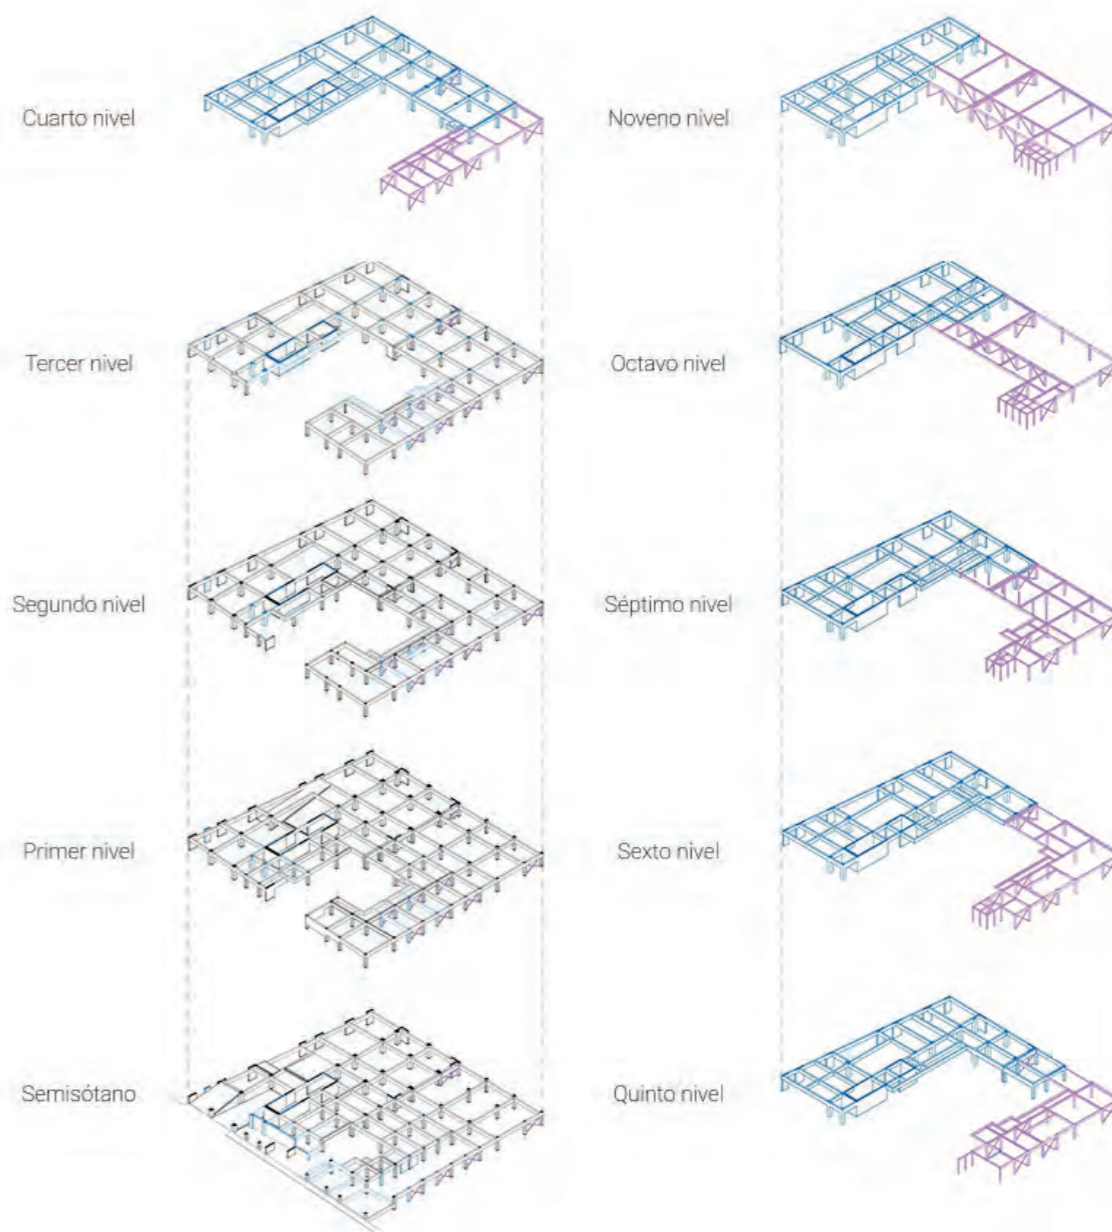 Cuarto nivel
Noveno nivel
Tercer nivel
Octavo nivel
Segundo nivel
Séptimo nivel
Primer nivel
Sexto nivel
Semisótano
Quinto nivel